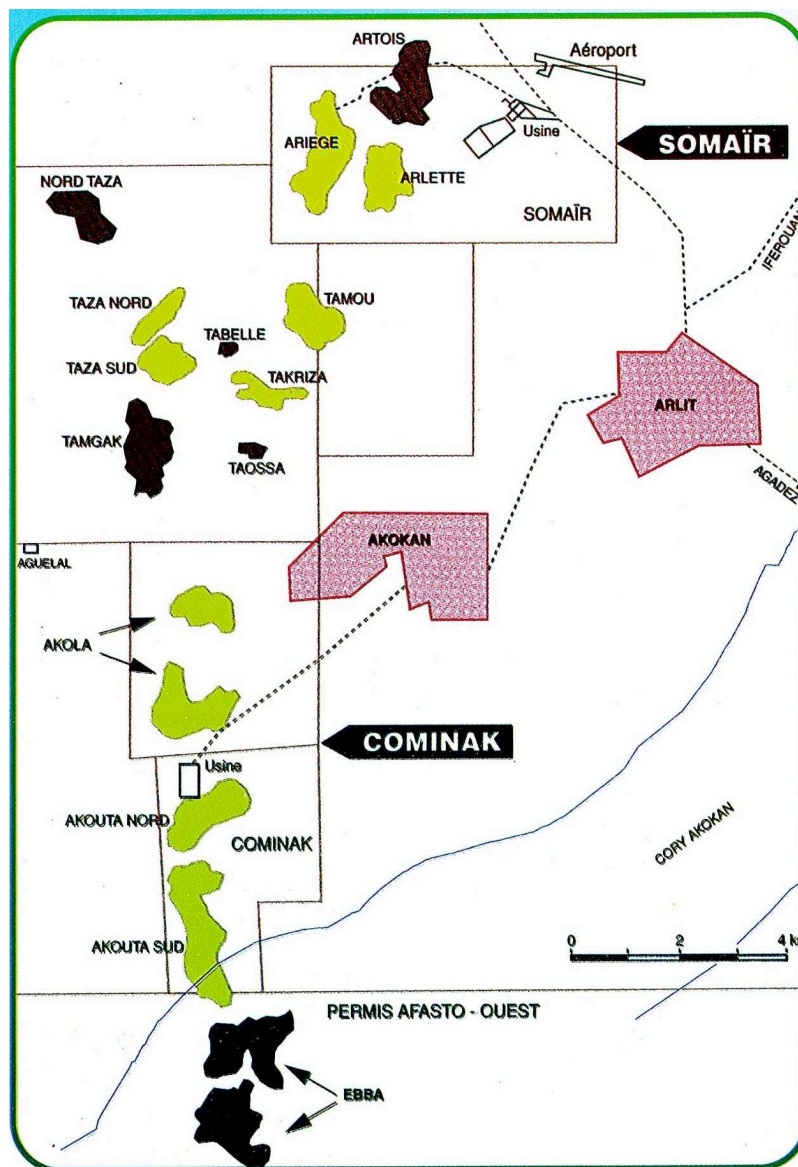 ARTOIS
Aéroport
Usine
SOMAÏR
ARIEGE
ARLETTE
SOMAÏR
NORD TAZA
IFEROUAN
TAZA NORD
TAMOU
TABELLE
TAZA SUD
TAKRIZA
ARLIT
TAMGAK
TAOSSA
AGADEZ
AKOKAN
AGUELAL
AKOLA
COMINAK
Usine
AKOUTA NORD
COMINAK
CORY AKOKAN
AKOUTA SUD
0 2 4 k
PERMIS AFASTO - OUEST
EBBA